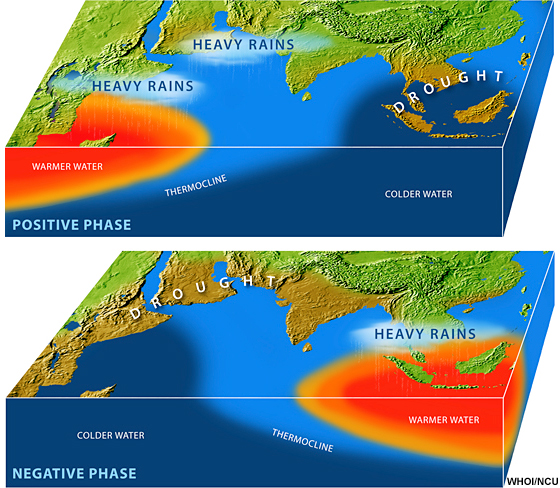 HEAVY RAINS
HEAVY RAINS
DROUGHT
WARMER WATER
THERMOCLINE
COLDER WATER
POSITIVE PHASE
DROUGHT
HEAVY RAINS
WARMER WATER
COLDER WATER
THERMOCLINE
NEGATIVE PHASE
WHOI/NCU